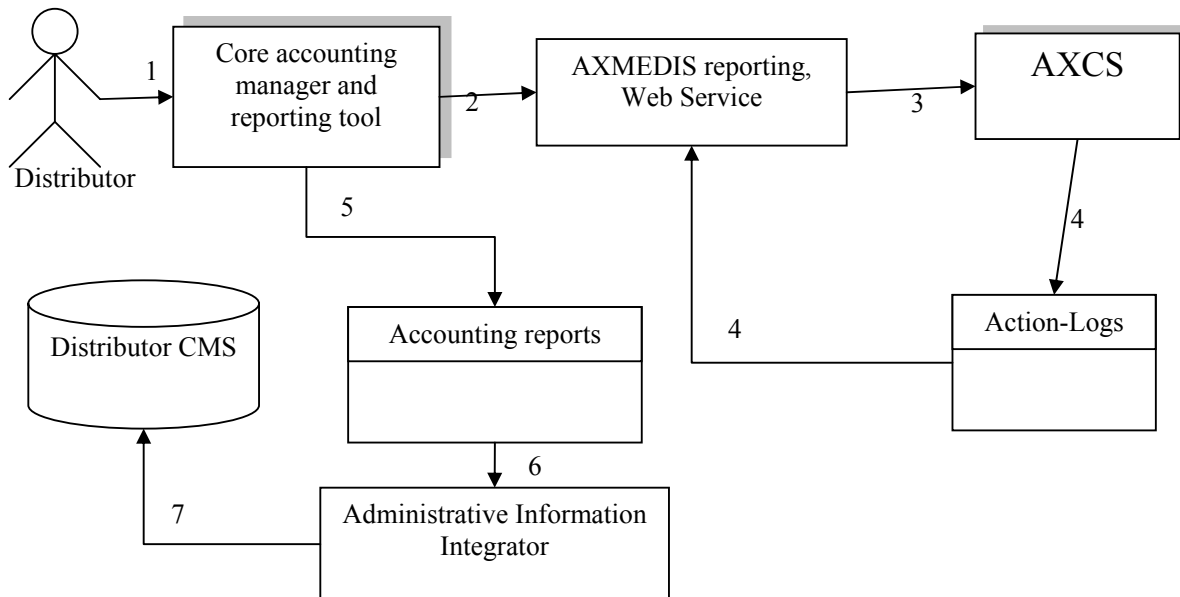 1
Distributor
Core accounting
manager and
reporting tool
2
AXMEDIS reporting,
Web Service
3
AXCS
4
Action-Logs
4
5
Accounting reports
6
Administrative Information
Integrator
7
Distributor CMS